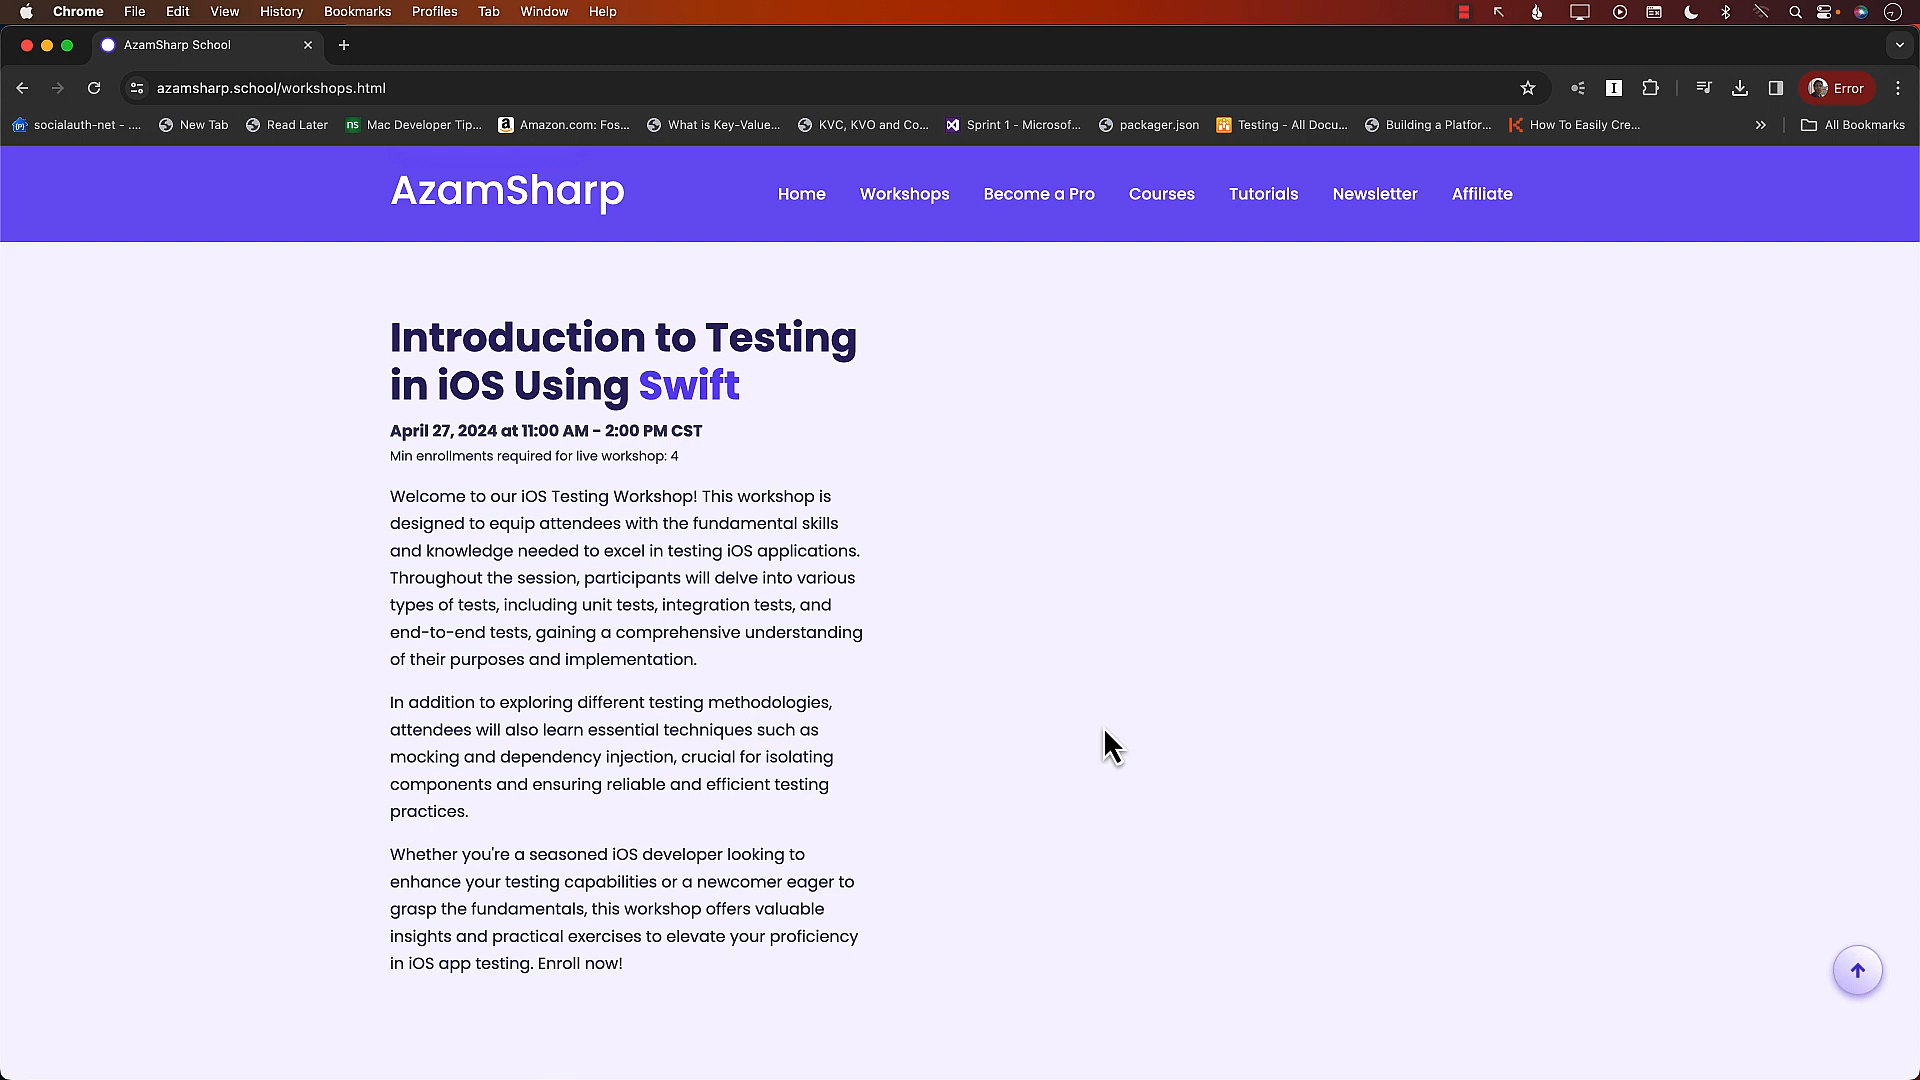 Chrome File Edit View History Bookmarks Profiles Tab Window Help
AzamSharp School
azamsharp.school/workshops.html
Error
socialauth-net - ....
New Tab
Read Later
ns Mac Developer Tip...
Amazon.com: Fos...
What is Key-Value...
KVC, KVO and Co...
Sprint 1 - Microsof...
packager.json
Testing - All Docu...
Building a Platfor...
How To Easily Cre...
All Bookmarks
AzamSharp
Home Workshops Become a Pro Courses Tutorials Newsletter Affiliate
Introduction to Testing
in iOS Using Swift
April 27, 2024 at 11:00 AM - 2:00 PM CST
Min enrollments required for live workshop: 4
Welcome to our iOS Testing Workshop! This workshop is
designed to equip attendees with the fundamental skills
and knowledge needed to excel in testing iOS applications.
Throughout the session, participants will delve into various
types of tests, including unit tests, integration tests, and
end-to-end tests, gaining a comprehensive understanding
of their purposes and implementation.
In addition to exploring different testing methodologies,
attendees will also learn essential techniques such as
mocking and dependency injection, crucial for isolating
components and ensuring reliable and efficient testing
practices.
Whether you're a seasoned iOS developer looking to
enhance your testing capabilities or a newcomer eager to
grasp the fundamentals, this workshop offers valuable
insights and practical exercises to elevate your proficiency
in iOS app testing. Enroll now!